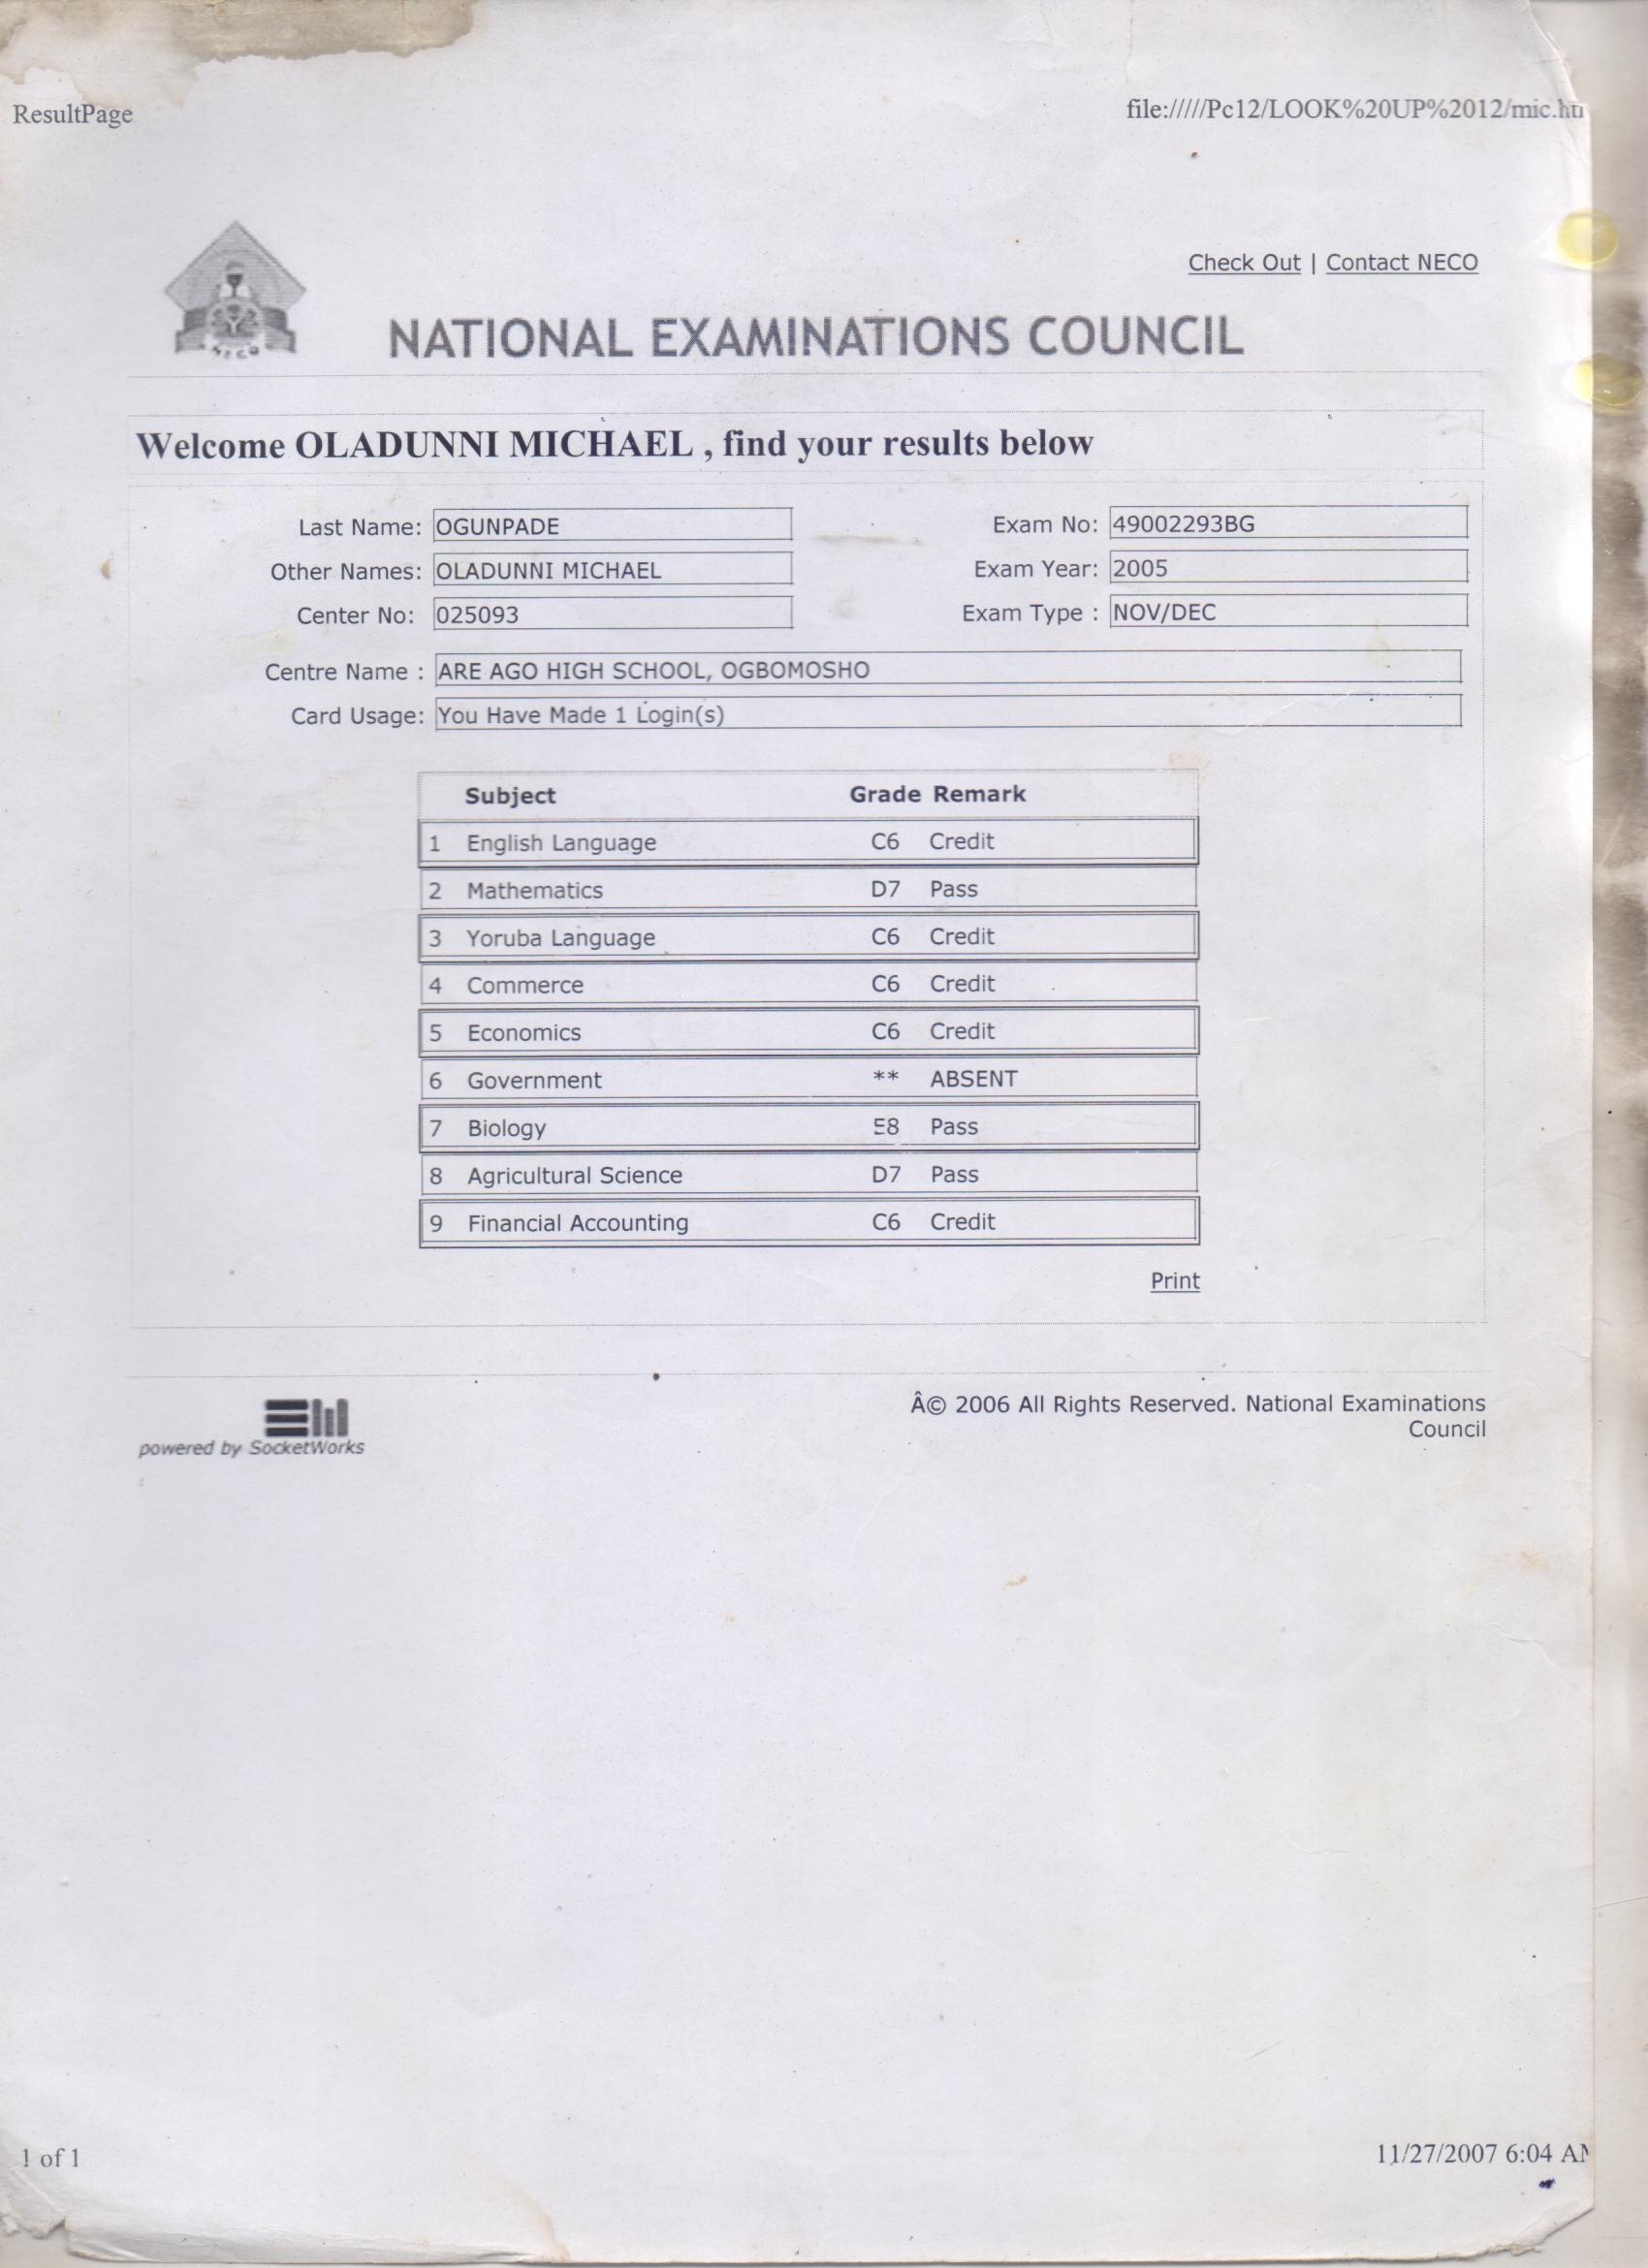 ResultPage file://///Pc12/LOOK%20UP%2012/mic.ht
Check Out | Contact NECO
NECO
NATIONAL EXAMINATIONS COUNCIL
Welcome OLADUNNI MICHAEL , find your results below
Last Name: OGUNPADE Exam No: 49002293BG
Other Names: OLADUNNI MICHAEL Exam Year: 2005
Center No: 025093 Exam Type : NOV/DEC
Centre Name : ARE AGO HIGH SCHOOL, OGBOMOSHO
Card Usage: You Have Made 1 Login(s)
Subject Grade Remark
1 English Language C6 Credit
2 Mathematics D7 Pass
3 Yoruba Language C6 Credit
4 Commerce C6 Credit
5 Economics C6 Credit
6 Government ** ABSENT
7 Biology E8 Pass
8 Agricultural Science D7 Pass
9 Financial Accounting C6 Credit
Print
Â© 2006 All Rights Reserved. National Examinations
Council
powered by SocketWorks
1 of 1 11/27/2007 6:04 AM